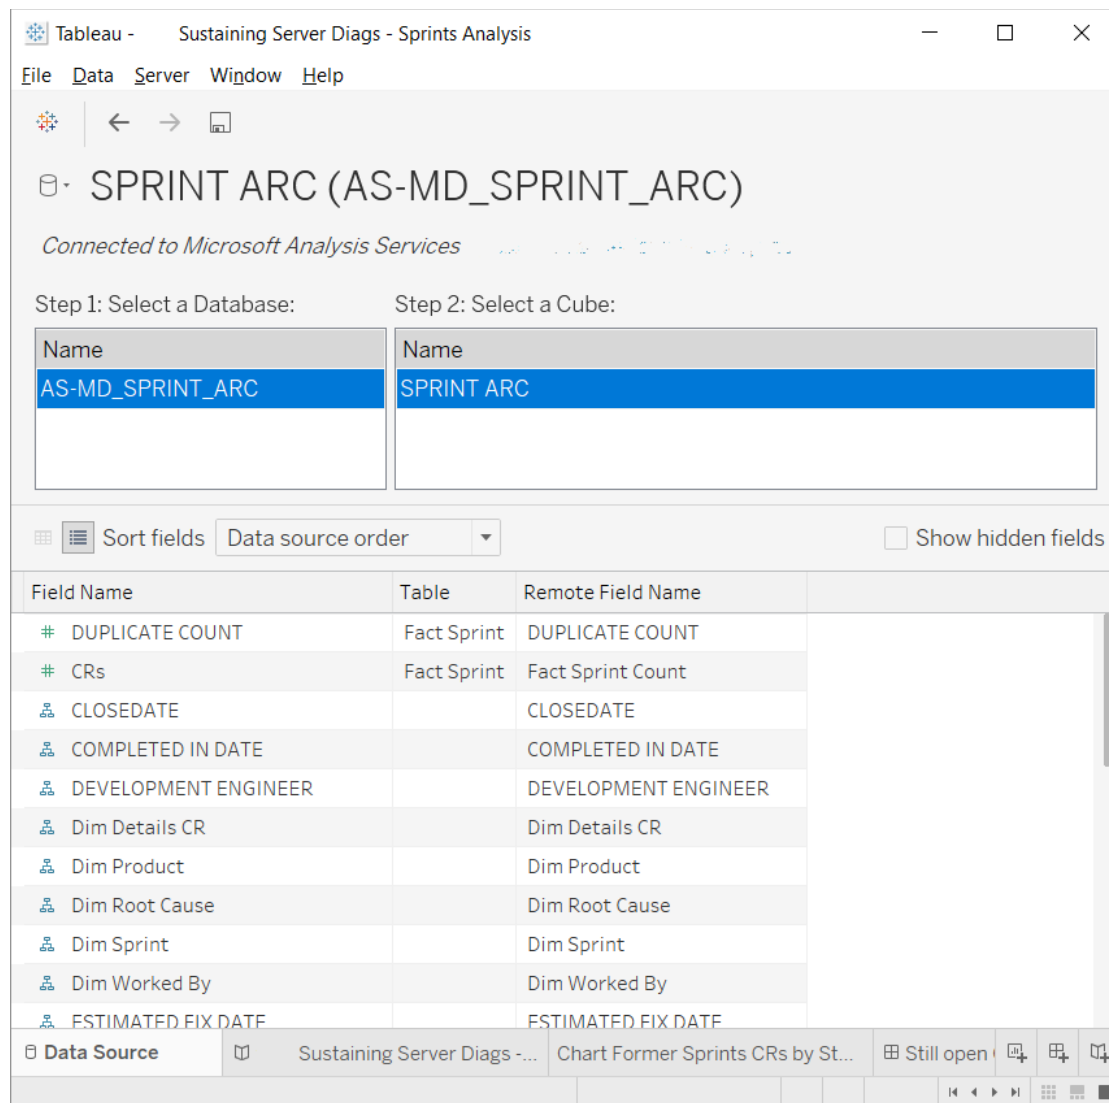 Tableau - Sustaining Server Diags - Sprints Analysis
File Data Server Window Help
SPRINT ARC (AS-MD_SPRINT_ARC)
Connected to Microsoft Analysis Services
Step 1: Select a Database: Step 2: Select a Cube:
Name Name
AS-MD_SPRINT_ARC SPRINT ARC
Sort fields Data source order Show hidden fields
Field Name Table Remote Field Name
# DUPLICATE COUNT Fact Sprint DUPLICATE COUNT
# CRs Fact Sprint Fact Sprint Count
CLOSEDATE CLOSEDATE
COMPLETED IN DATE COMPLETED IN DATE
DEVELOPMENT ENGINEER DEVELOPMENT ENGINEER
Dim Details CR Dim Details CR
Dim Product Dim Product
Dim Root Cause Dim Root Cause
Dim Sprint Dim Sprint
Dim Worked By Dim Worked By
ESTIMATED FIX DATE ESTIMATED FIX DATE
Data Source Sustaining Server Diags -... Chart Former Sprints CRs by St... Still open